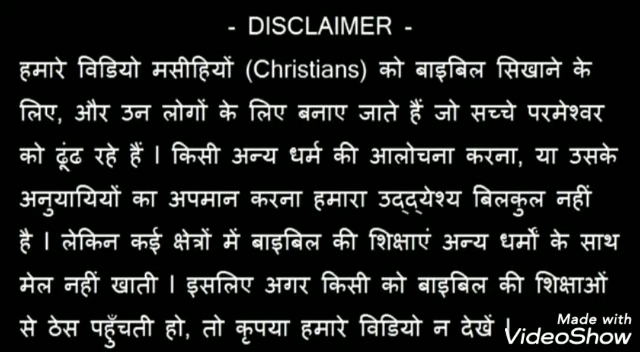 - DISCLAIMER -
हमारे विडियो मसीहियों (Christians) को बाइबिल सिखाने के
लिए, और उन लोगों के लिए बनाए जाते हैं जो सच्चे परमेश्वर
को ढूंढ रहे हैं । किसी अन्य धर्म की आलोचना करना, या उसके
अनुयायियों का अपमान करना हमारा उद्द्येश्य बिलकुल नहीं
है । लेकिन कई क्षेत्रों में बाइबिल की शिक्षाएं अन्य धर्मों के साथ
मेल नहीं खाती । इसलिए अगर किसी को बाइबिल की शिक्षाओं
से ठेस पहुँचती हो, तो कृपया हमारे विडियो न देखें ।
Made with
VideoShow